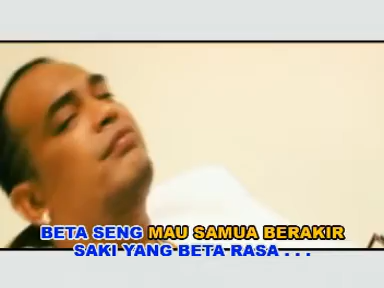 BETA SENG MAU SAMUA BERAKIR
SAKI YANG BETA RASA . . .